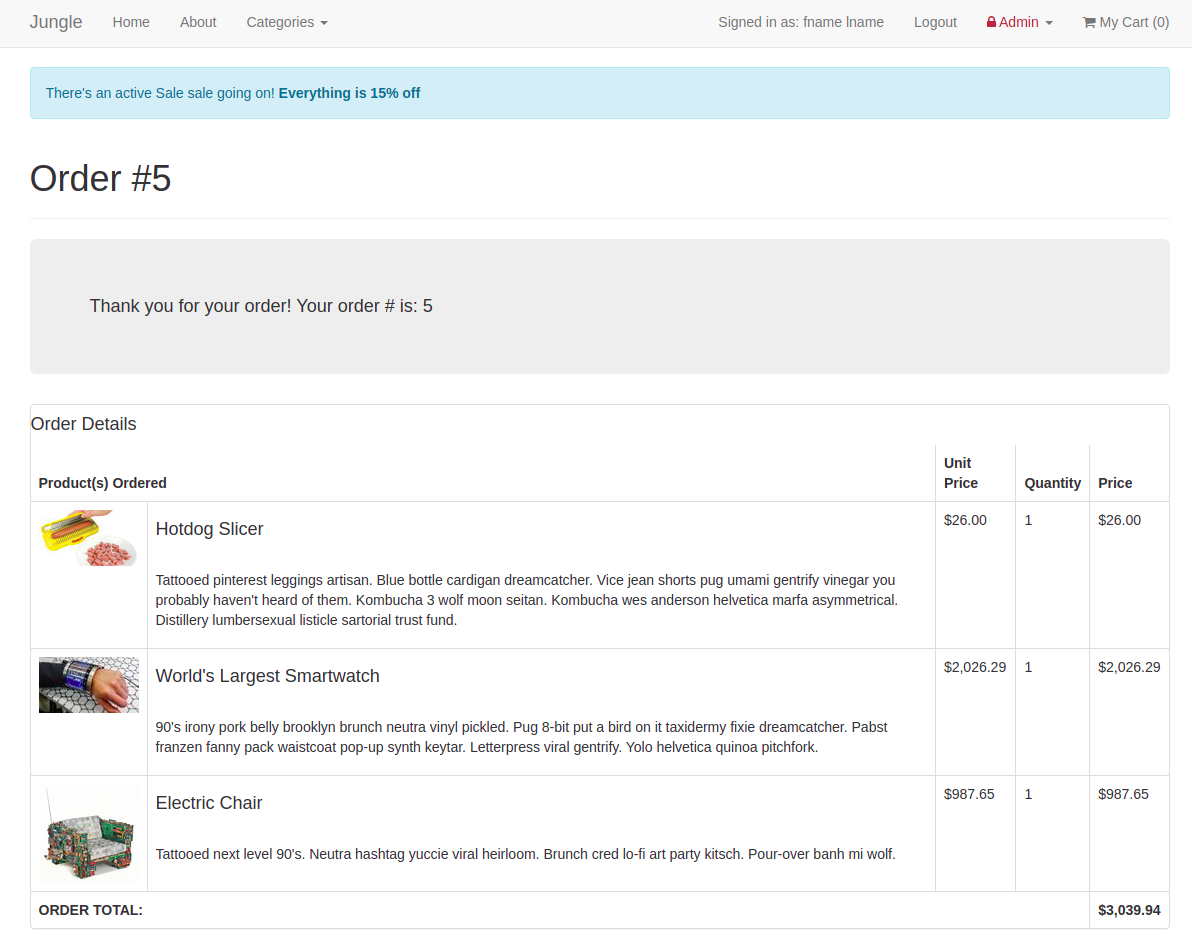 Jungle Home About Categories Signed in as: fname lname Logout Admin My Cart (0)
There's an active Sale sale going on! Everything is 15% off
Order #5
Thank you for your order! Your order # is: 5
Order Details
Product(s) Ordered Unit Price Quantity Price
Hotdog Slicer $26.00 1 $26.00
Tattooed pinterest leggings artisan. Blue bottle cardigan dreamcatcher. Vice jean shorts pug umami gentrify vinegar you
probably haven't heard of them. Kombucha 3 wolf moon seitan. Kombucha wes anderson helvetica marfa asymmetrical.
Distillery lumbersexual listicle sartorial trust fund.
World's Largest Smartwatch $2,026.29 1 $2,026.29
90's irony pork belly brooklyn brunch neutra vinyl pickled. Pug 8-bit put a bird on it taxidermy fixie dreamcatcher. Pabst
franzen fanny pack waistcoat pop-up synth keytar. Letterpress viral gentrify. Yolo helvetica quinoa pitchfork.
Electric Chair $987.65 1 $987.65
Tattooed next level 90's. Neutra hashtag yuccie viral heirloom. Brunch cred lo-fi art party kitsch. Pour-over banh mi wolf.
ORDER TOTAL: $3,039.94